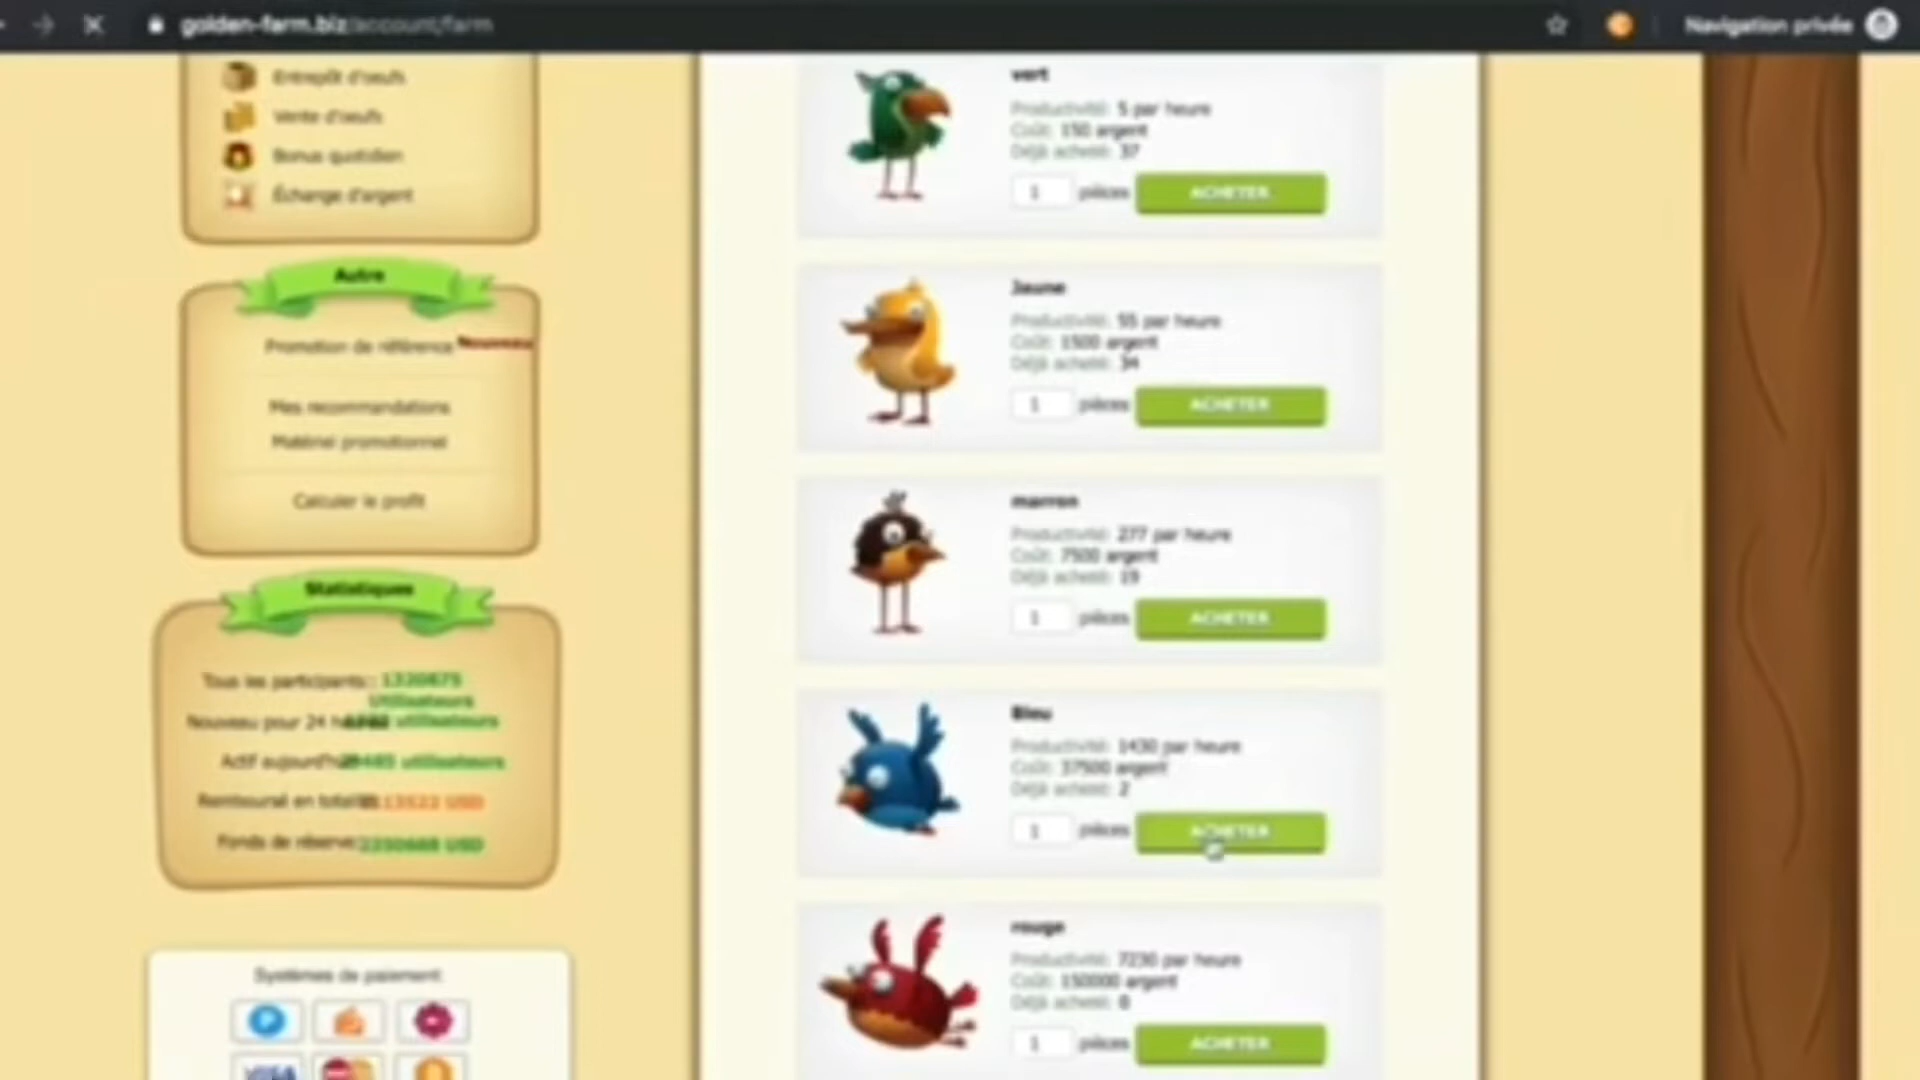 golden-farm.biz/account/farm
Navigation privée
Entrepôt d'oeufs
Vente d'oeufs
Bonus quotidien
Échange d'argent
Autre
Promotion de référence Nouveau
Mes recommandations
Matériel promotionnel
Calculer le profit
Statistiques
Tous les participants: 1320875
Utilisateurs
Nouveau pour 24 utilisateurs
Actif aujourd'hui utilisateurs
Remboursé en total USD
Fonds de réserve: USD
Systèmes de paiement
VISA
vert
Productivité: 5 par heure
Coût: 150 argent
Déjà acheté: 37
1 pièces ACHETER
Jaune
Productivité: 55 par heure
Coût: 1500 argent
Déjà acheté: 34
1 pièces ACHETER
marron
Productivité: 277 par heure
Coût: 7500 argent
Déjà acheté: 19
1 pièces ACHETER
Bleu
Productivité: 1430 par heure
Coût: 37500 argent
Déjà acheté: 2
1 pièces ACHETER
rouge
Productivité: 7230 par heure
Coût: 150000 argent
Déjà acheté: 0
1 pièces ACHETER